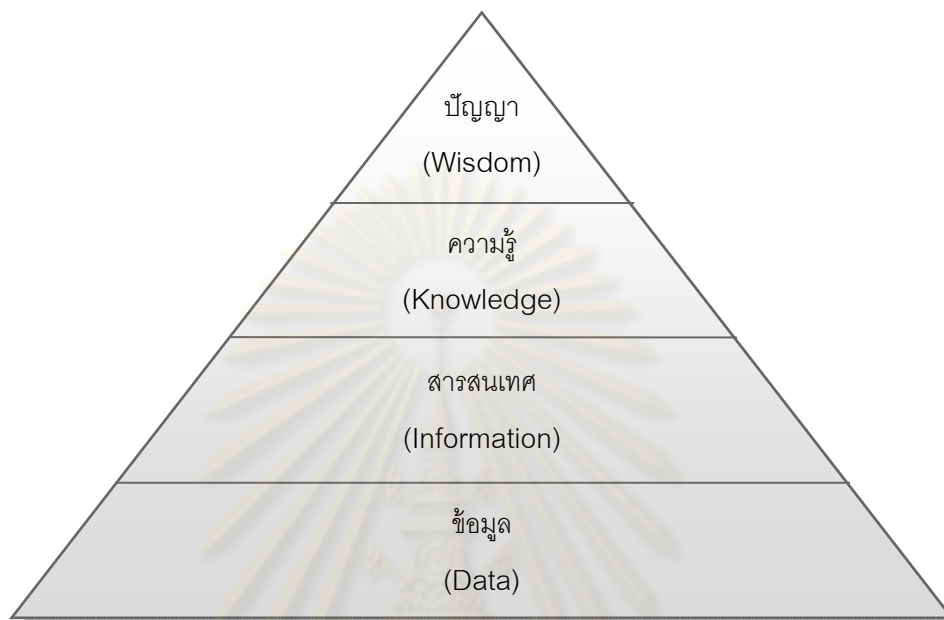 ปัญญา
(Wisdom)
ความรู้
(Knowledge)
สารสนเทศ
(Information)
ข้อมูล
(Data)